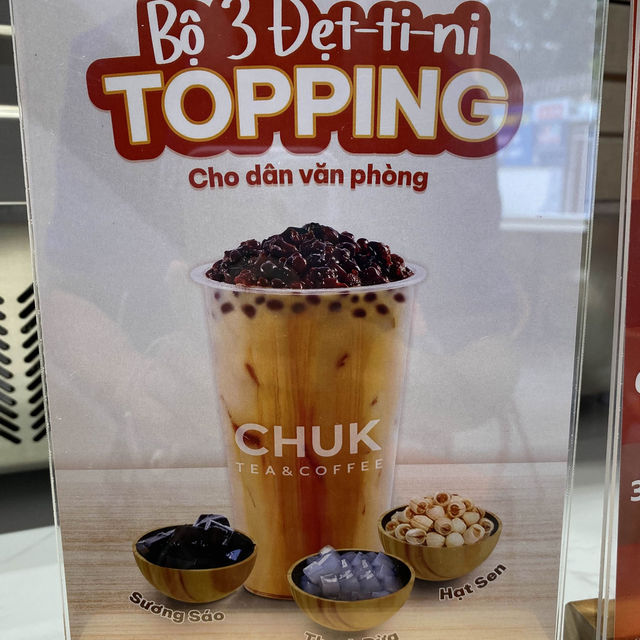 Bộ 3 Đẹt-ti-ni
TOPPING
Cho dân văn phòng
CHUK
TEA & COFFEE
Sương Sáo
Hạt Sen